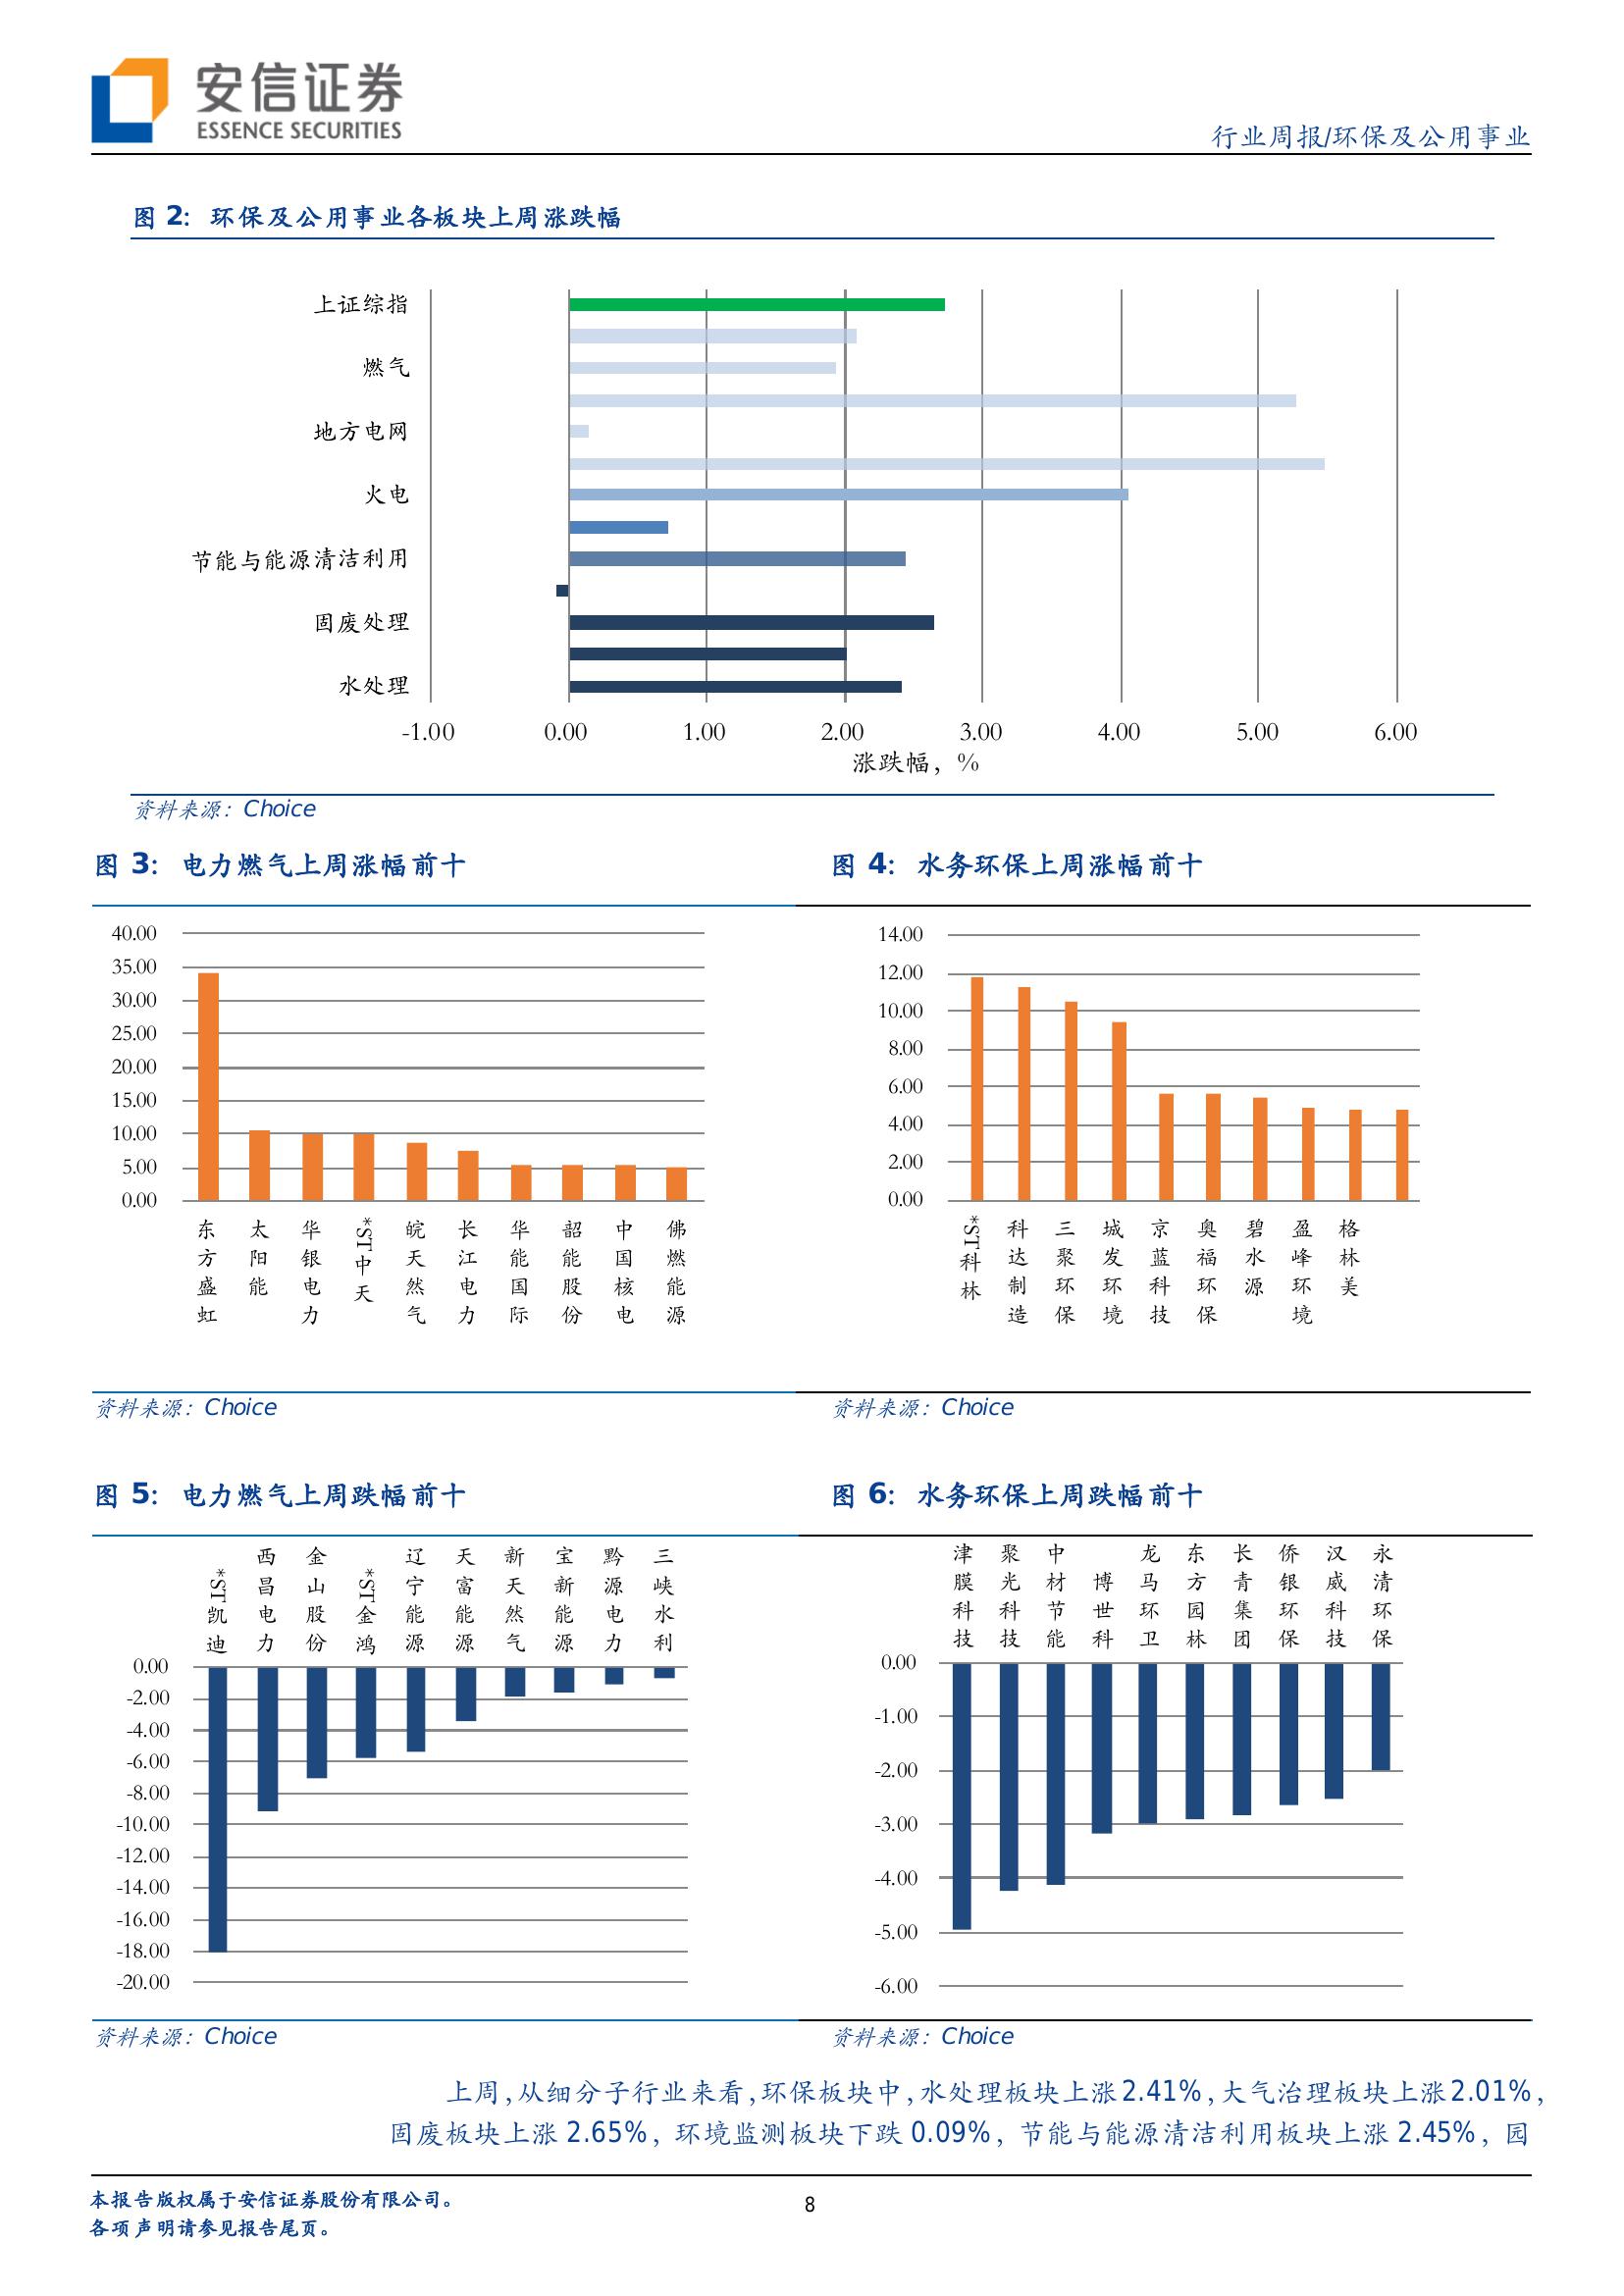 安信证券
ESSENCE SECURITIES
行业周报/环保及公用事业
图 2：环保及公用事业各板块上周涨跌幅
上证综指
燃气
地方电网
火电
节能与能源清洁利用
固废处理
水处理
-1.00 0.00 1.00 2.00 3.00 4.00 5.00 6.00
涨跌幅，%
资料来源：Choice
图 3：电力燃气上周涨幅前十
40.00
35.00
30.00
25.00
20.00
15.00
10.00
5.00
0.00
东方盛虹 太阳能 华银电力 *ST中天 皖天然气 长江电力 华能国际 韶能股份 中国核电 佛燃能源
资料来源：Choice
图 4：水务环保上周涨幅前十
14.00
12.00
10.00
8.00
6.00
4.00
2.00
0.00
*ST科林 科达制造 三聚环保 城发环境 京蓝科技 奥福环保 碧水源 盈峰环境 格林美
资料来源：Choice
图 5：电力燃气上周跌幅前十
*ST凯迪 西昌电力 金山股份 *ST金鸿 辽宁能源 天富能源 新天然气 宝新能源 黔源电力 三峡水利
0.00
-2.00
-4.00
-6.00
-8.00
-10.00
-12.00
-14.00
-16.00
-18.00
-20.00
资料来源：Choice
图 6：水务环保上周跌幅前十
津膜科技 聚光科技 中材节能 博世科 龙马环卫 东方园林 长青集团 侨银环保 汉威科技 永清环保
0.00
-1.00
-2.00
-3.00
-4.00
-5.00
-6.00
资料来源：Choice
上周，从细分子行业来看，环保板块中，水处理板块上涨 2.41%，大气治理板块上涨 2.01%，
固废板块上涨 2.65%，环境监测板块下跌 0.09%，节能与能源清洁利用板块上涨 2.45%，园
本报告版权属于安信证券股份有限公司。
各项声明请参见报告尾页。
8